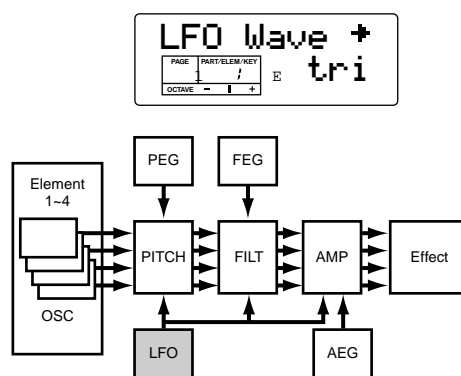 LFO Wave
PAGE PART/ELEM/KEY
1 1 E tri
OCTAVE – +
PEG FEG
Element
1~4
PITCH FILT AMP Effect
OSC
LFO AEG